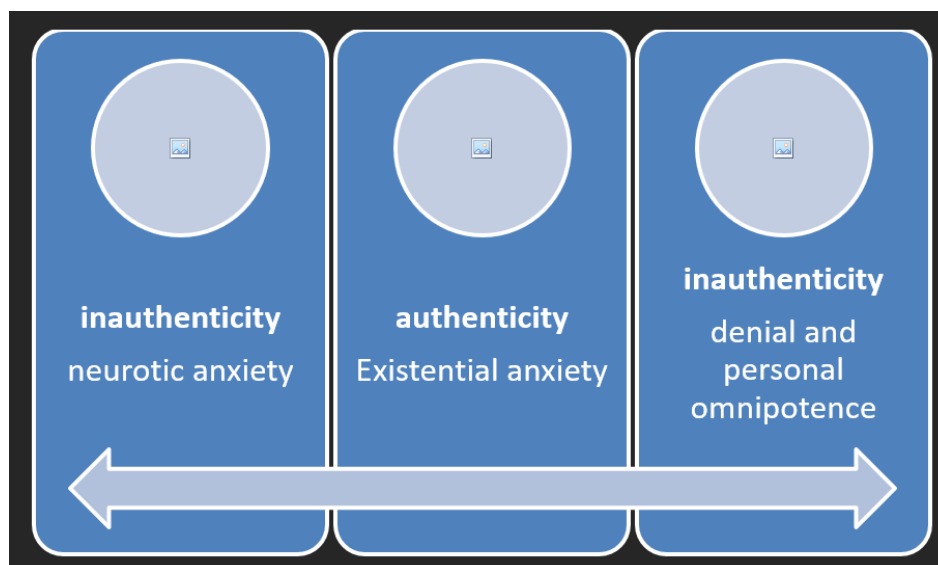 inauthenticity
neurotic anxiety
authenticity
Existential anxiety
inauthenticity
denial and
personal
omnipotence